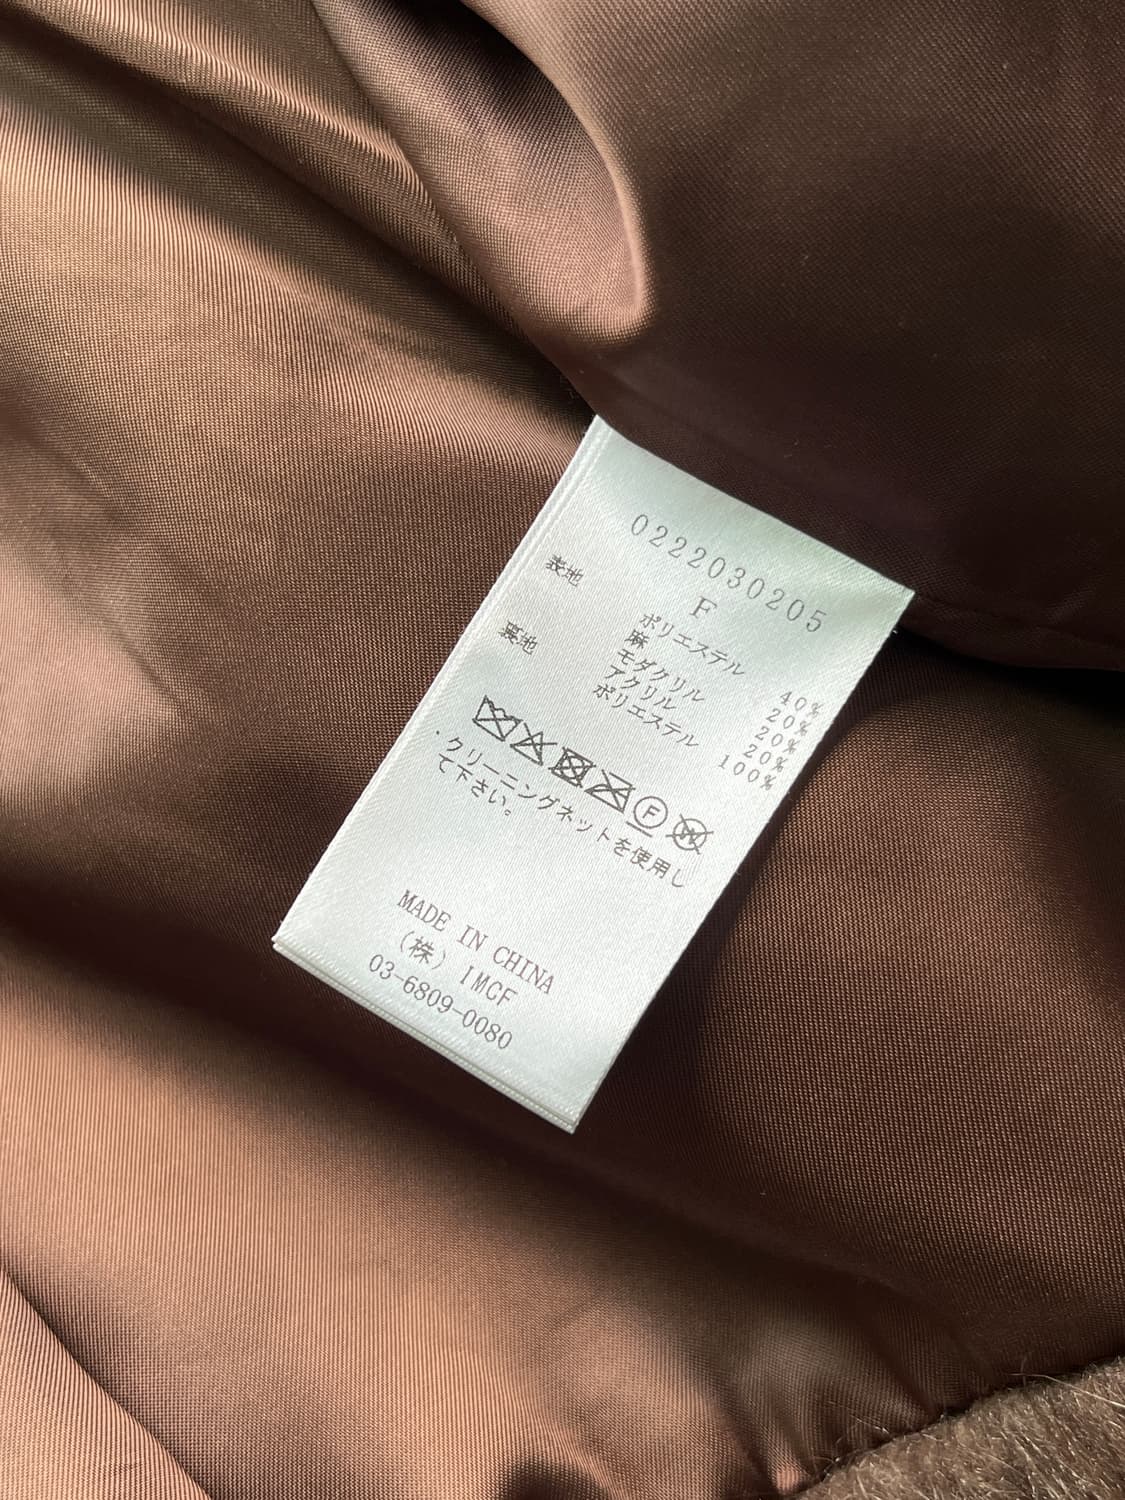 0222030205
F
表地 ポリエステル 40%
麻 20%
モダクリル 20%
アクリル 20%
裏地 ポリエステル 100%
F W
・クリーニングネットを使用し
て下さい。
MADE IN CHINA
(株) IMCF
03-6809-0080